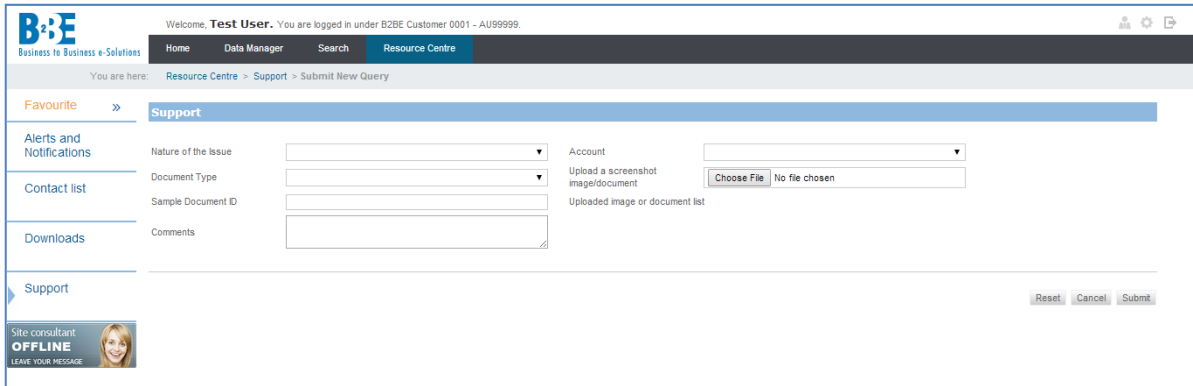 B2BE
Business to Business e-Solutions
Welcome, Test User. You are logged in under B2BE Customer 0001 - AU99999.
Home Data Manager Search Resource Centre
You are here: Resource Centre > Support > Submit New Query
Favourite »
Alerts and
Notifications
Contact list
Downloads
Support
Site consultant
OFFLINE
LEAVE YOUR MESSAGE
Support
Nature of the Issue
Account
Document Type
Upload a screenshot
image/document
Choose File No file chosen
Sample Document ID
Uploaded image or document list
Comments
Reset Cancel Submit